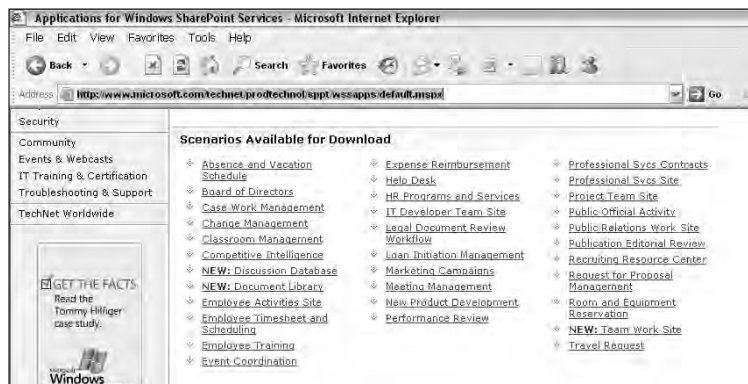 Applications for Windows SharePoint Services - Microsoft Internet Explorer
File Edit View Favorites Tools Help
Back Search Favorites
Address http://www.microsoft.com/technet/prodtechnol/sppt/wssapps/default.mspx Go
Security
Community
Events & Webcasts
IT Training & Certification
Troubleshooting & Support
TechNet Worldwide
GET THE FACTS
Read the
Tommy Hilfiger
case study.
Microsoft
Windows
Scenarios Available for Download
Absence and Vacation
Schedule
Board of Directors
Case Work Management
Change Management
Classroom Management
Competitive Intelligence
NEW: Discussion Database
NEW: Document Library
Employee Activities Site
Employee Timesheet and
Scheduling
Employee Training
Event Coordination
Expense Reimbursement
Help Desk
HR Programs and Services
IT Developer Team Site
Legal Document Review
Workflow
Loan Initiation Management
Marketing Campaigns
Meeting Management
New Product Development
Performance Review
Professional Svcs Contracts
Professional Svcs Site
Project Team Site
Public Official Activity
Public Relations Work Site
Publication Editorial Review
Recruiting Resource Center
Request for Proposal
Management
Room and Equipment
Reservation
NEW: Team Work Site
Travel Request